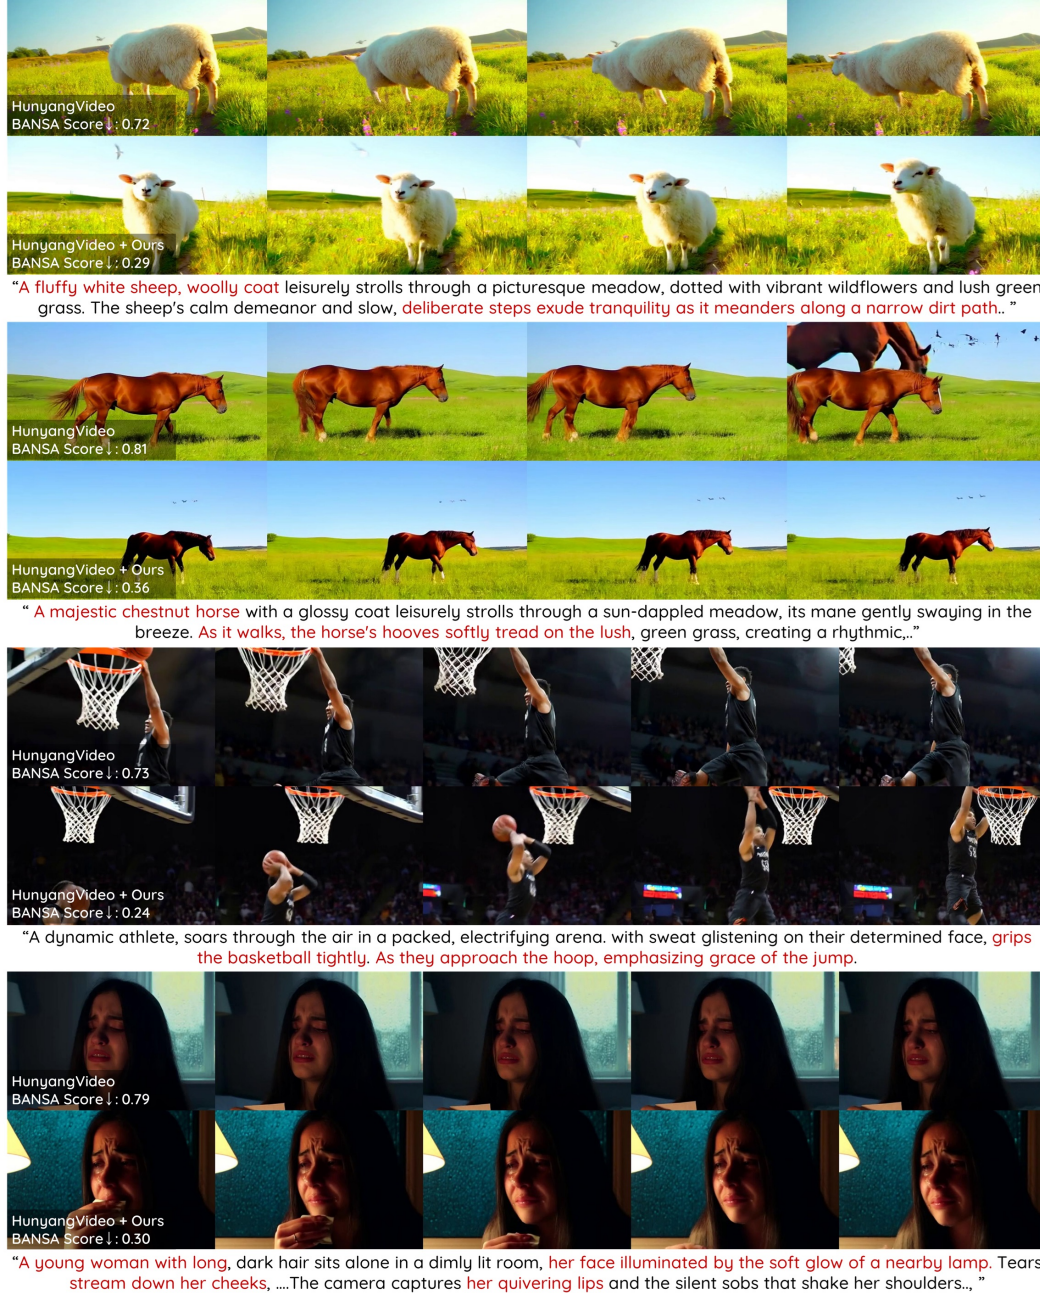 HunyangVideo
BANSA Score↓: 0.72
HunyangVideo + Ours
BANSA Score↓: 0.29
“A fluffy white sheep, woolly coat leisurely strolls through a picturesque meadow, dotted with vibrant wildflowers and lush green
grass. The sheep's calm demeanor and slow, deliberate steps exude tranquility as it meanders along a narrow dirt path.. ”
HunyangVideo
BANSA Score↓: 0.81
HunyangVideo + Ours
BANSA Score↓: 0.36
“ A majestic chestnut horse with a glossy coat leisurely strolls through a sun-dappled meadow, its mane gently swaying in the
breeze. As it walks, the horse's hooves softly tread on the lush, green grass, creating a rhythmic,..”
HunyangVideo
BANSA Score↓: 0.73
HunyangVideo + Ours
BANSA Score↓: 0.24
“A dynamic athlete, soars through the air in a packed, electrifying arena. with sweat glistening on their determined face, grips
the basketball tightly. As they approach the hoop, emphasizing grace of the jump.
HunyangVideo
BANSA Score↓: 0.79
HunyangVideo + Ours
BANSA Score↓: 0.30
“A young woman with long, dark hair sits alone in a dimly lit room, her face illuminated by the soft glow of a nearby lamp. Tears
stream down her cheeks, ....The camera captures her quivering lips and the silent sobs that shake her shoulders.., ”